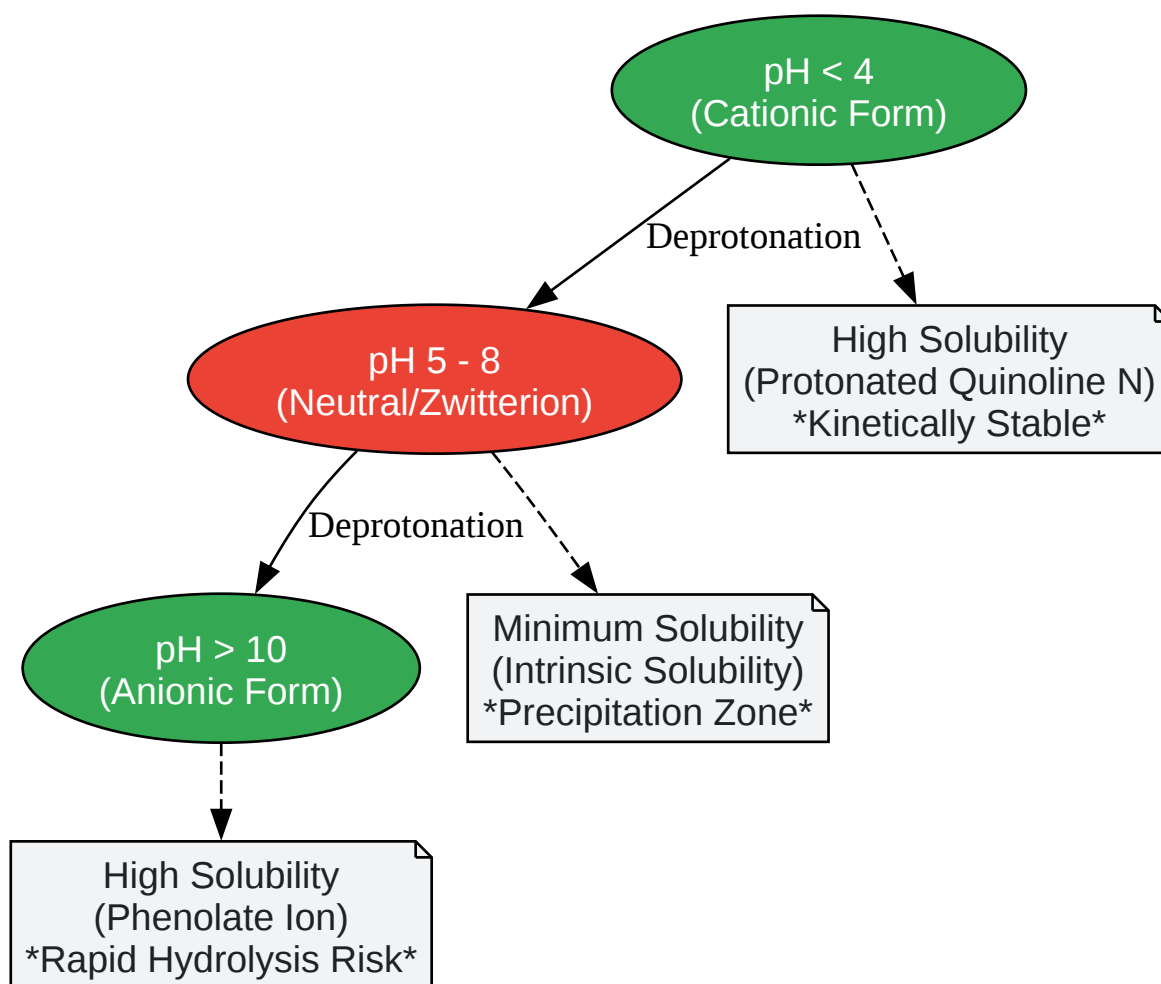 pH < 4
(Cationic Form)
Deprotonation
High Solubility
(Protonated Quinoline N)
*Kinetically Stable*
pH 5 - 8
(Neutral/Zwitterion)
Deprotonation
Minimum Solubility
(Intrinsic Solubility)
*Precipitation Zone*
pH > 10
(Anionic Form)
High Solubility
(Phenolate Ion)
*Rapid Hydrolysis Risk*